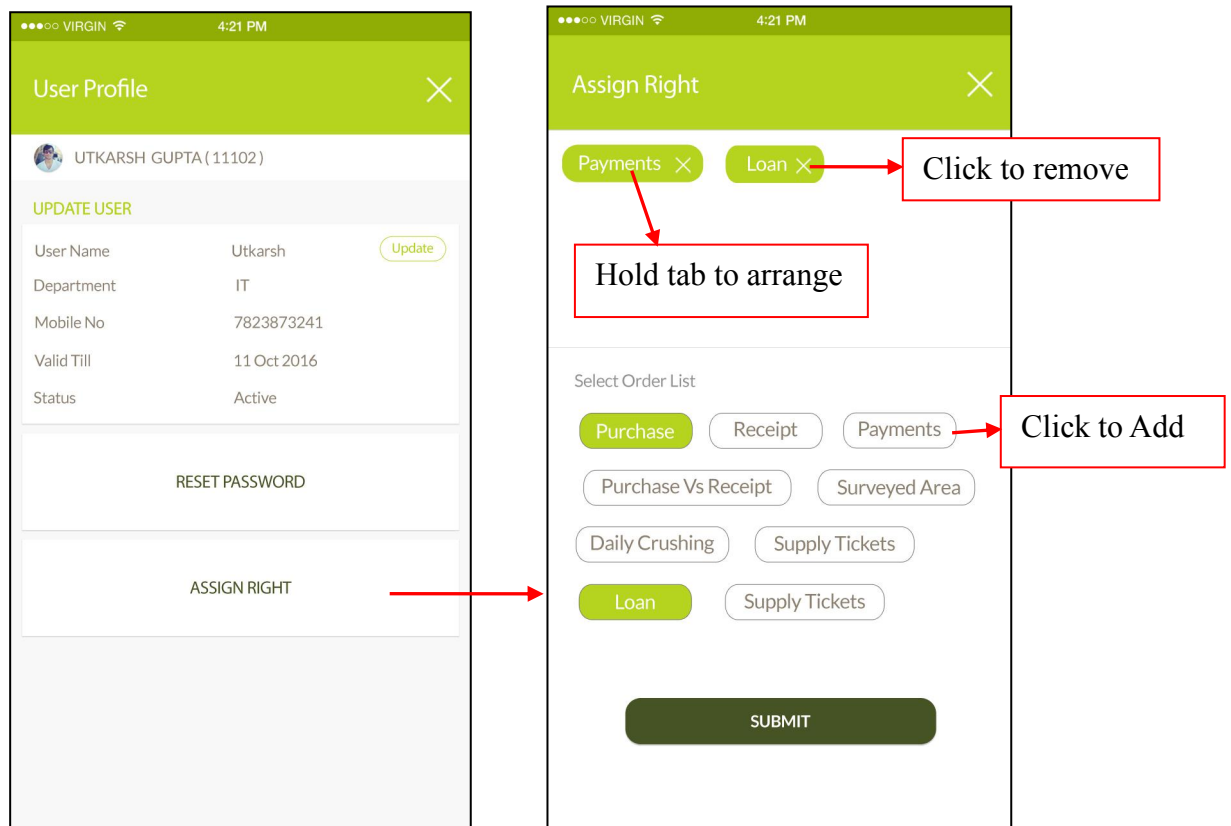 VIRGIN 4:21 PM
User Profile
UTKARSH GUPTA ( 11102 )
UPDATE USER
User Name Utkarsh Update
Department IT
Mobile No 7823873241
Valid Till 11 Oct 2016
Status Active
RESET PASSWORD
ASSIGN RIGHT
VIRGIN 4:21 PM
Assign Right
Payments Loan
Click to remove
Hold tab to arrange
Select Order List
Purchase Receipt Payments
Click to Add
Purchase Vs Receipt Surveyed Area
Daily Crushing Supply Tickets
Loan Supply Tickets
SUBMIT